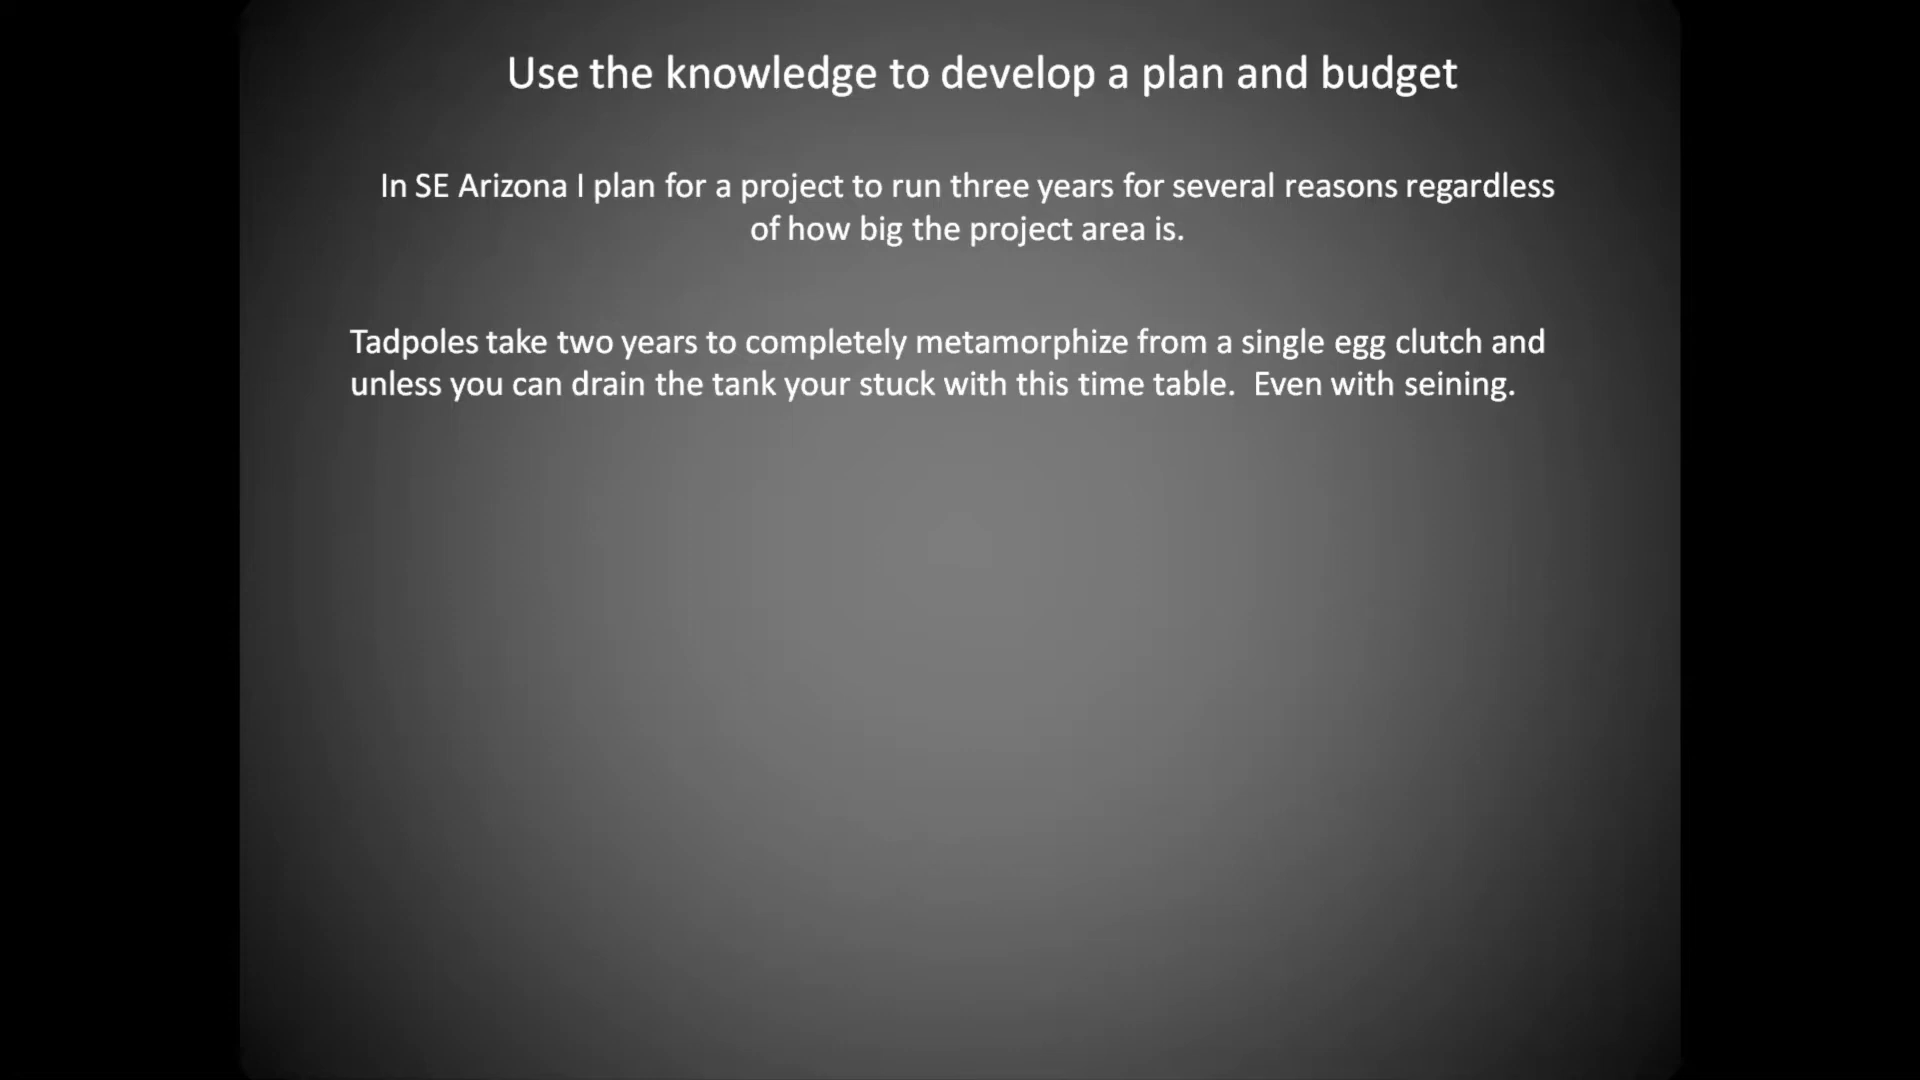 Use the knowledge to develop a plan and budget
In SE Arizona I plan for a project to run three years for several reasons regardless
of how big the project area is.
Tadpoles take two years to completely metamorphize from a single egg clutch and
unless you can drain the tank your stuck with this time table.  Even with seining.